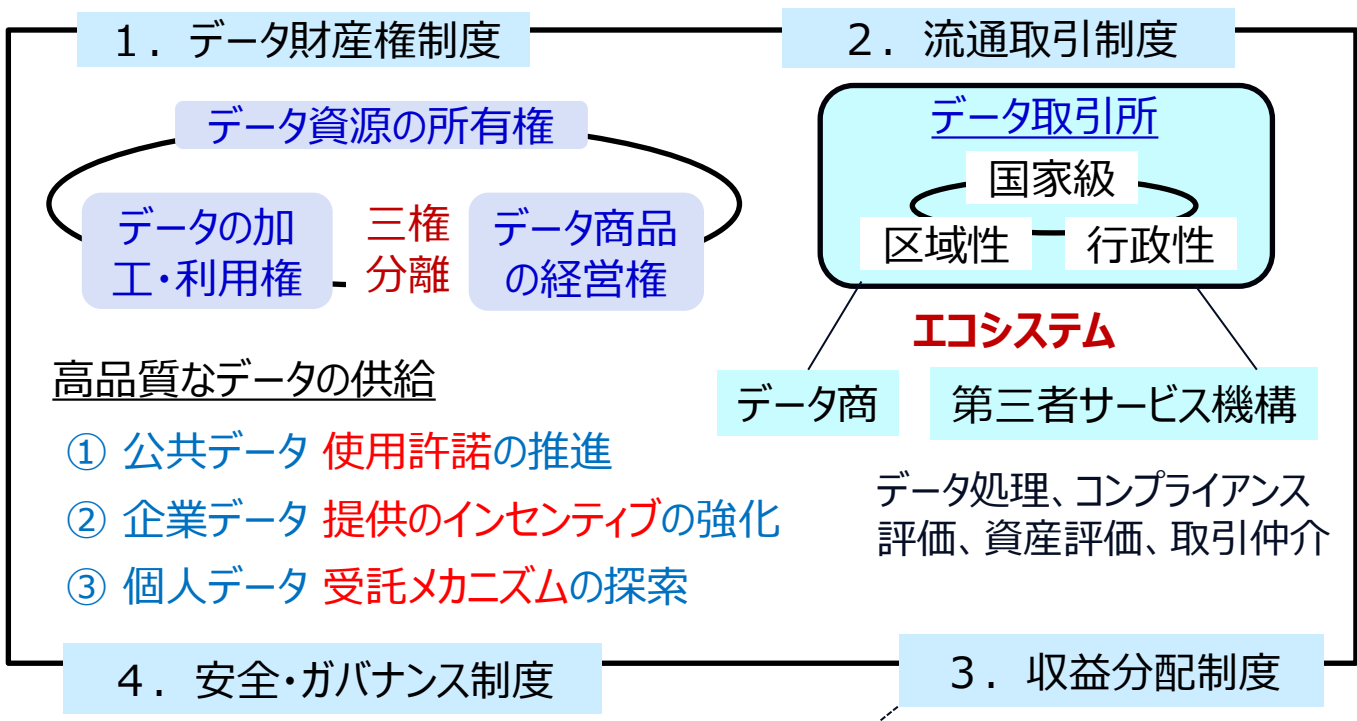 １．データ財産権制度
データ資源の所有権
データの加
工・利用権
三権
分離
データ商品
の経営権
高品質なデータの供給
① 公共データ 使用許諾の推進
② 企業データ 提供のインセンティブの強化
③ 個人データ 受託メカニズムの探索
２．流通取引制度
データ取引所
国家級
区域性
行政性
エコシステム
データ商
第三者サービス機構
データ処理、コンプライアンス
評価、資産評価、取引仲介
３．収益分配制度
４．安全・ガバナンス制度